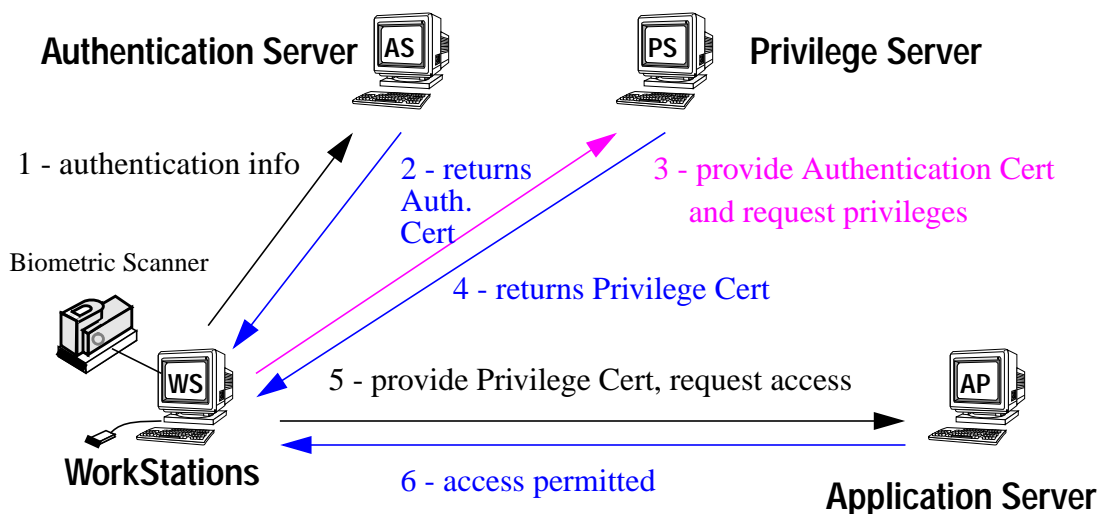 Authentication Server
AS
PS
Privilege Server
1 - authentication info
2 - returns
Auth.
Cert
3 - provide Authentication Cert
and request privileges
Biometric Scanner
4 - returns Privilege Cert
WS
5 - provide Privilege Cert, request access
AP
WorkStations
6 - access permitted
Application Server